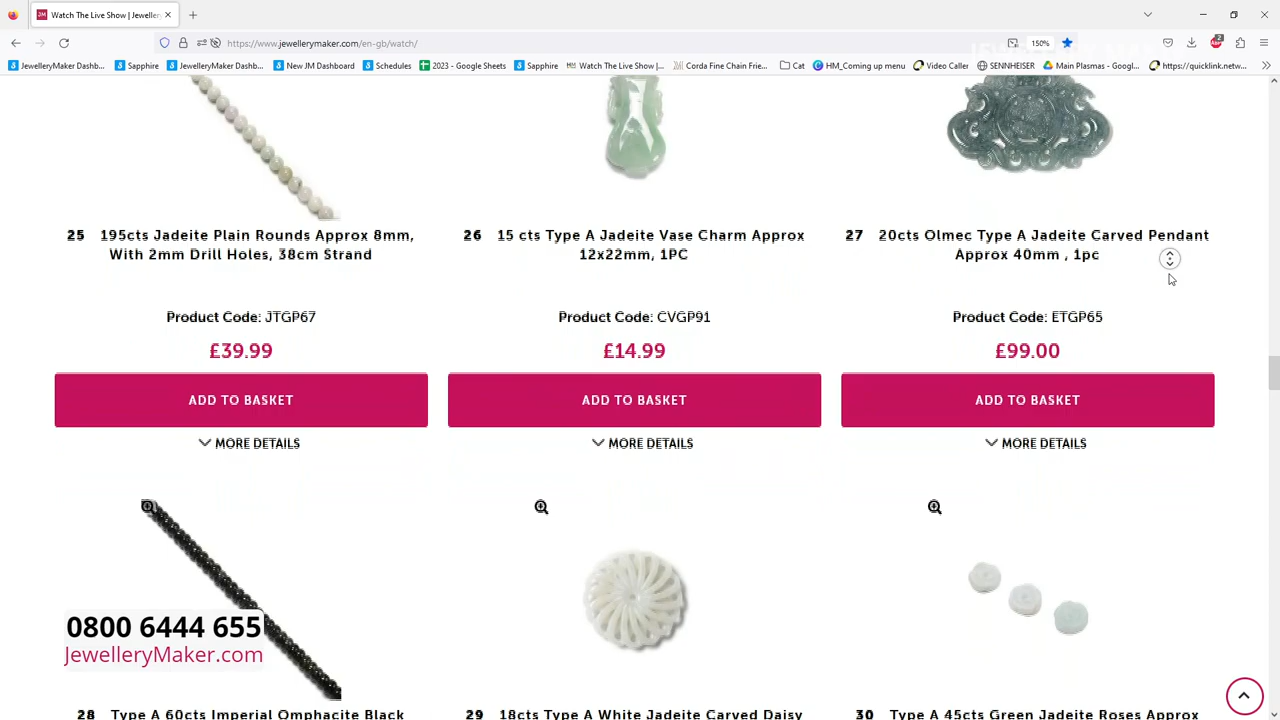 Watch The Live Show | Jeweller
https://www.jewellerymaker.com/en-gb/watch/
150%
2
JewelleryMaker Dashb...
Sapphire
JewelleryMaker Dashb...
New JM Dashboard
Schedules
2023 - Google Sheets
Sapphire
Watch The Live Show |...
Corda Fine Chain Frie...
Cat
HM_Coming up menu
Video Caller
SENNHEISER
Main Plasmas - Googl...
https://quicklink.netw...
25 195cts Jadeite Plain Rounds Approx 8mm,
With 2mm Drill Holes, 38cm Strand
Product Code: JTGP67
£39.99
ADD TO BASKET
MORE DETAILS
26 15 cts Type A Jadeite Vase Charm Approx
12x22mm, 1PC
Product Code: CVGP91
£14.99
ADD TO BASKET
MORE DETAILS
27 20cts Olmec Type A Jadeite Carved Pendant
Approx 40mm , 1pc
Product Code: ETGP65
£99.00
ADD TO BASKET
MORE DETAILS
0800 6444 655
JewelleryMaker.com
28 Type A 60cts Imperial Omphacite Black
29 18cts Type A White Jadeite Carved Daisy
30 Type A 45cts Green Jadeite Roses Approx